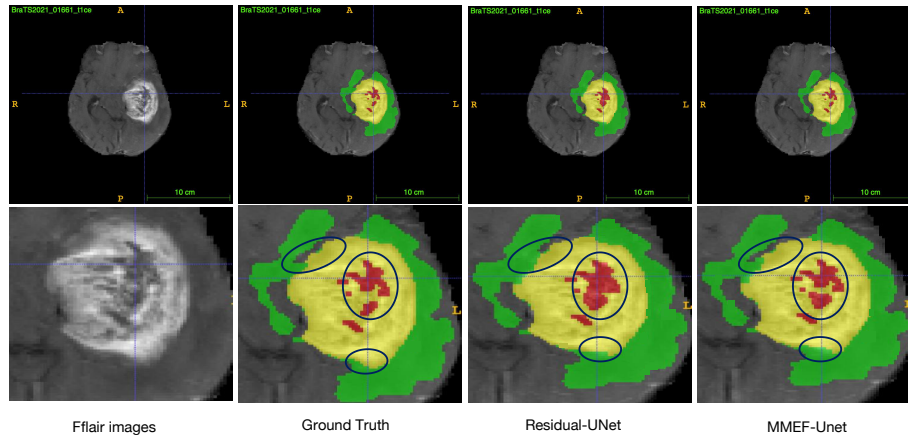 BraTS2021_01661_t1ce A
R
10 cm
P
BraTS2021_01661_t1ce A
10 cm
P
BraTS2021_01661_t1ce A
10 cm
P
BraTS2021_01661_t1ce A
L
10 cm
P
L
L
Fflair images
Ground Truth
Residual-UNet
MMEF-Unet